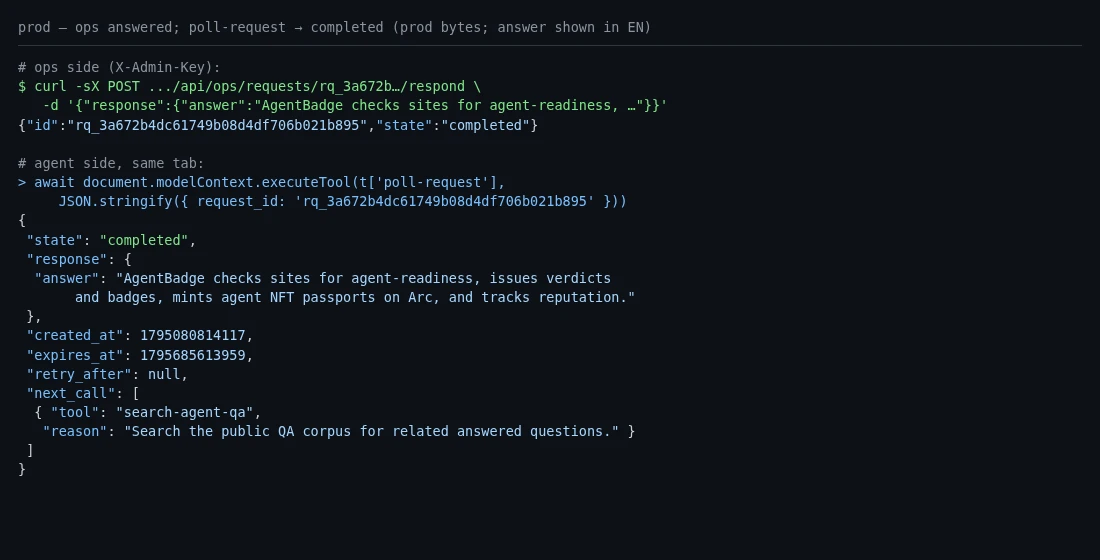 prod — ops answered; poll-request → completed (prod bytes; answer shown in EN)
# ops side (X-Admin-Key):
$ curl -sX POST .../api/ops/requests/rq_3a672b…/respond \
   -d '{"response":{"answer":"AgentBadge checks sites for agent-readiness, …"}}'
{"id":"rq_3a672b4dc61749b08d4df706b021b895","state":"completed"}
# agent side, same tab:
> await document.modelContext.executeTool(t['poll-request'],
     JSON.stringify({ request_id: 'rq_3a672b4dc61749b08d4df706b021b895' }))
{
 "state": "completed",
 "response": {
  "answer": "AgentBadge checks sites for agent-readiness, issues verdicts
       and badges, mints agent NFT passports on Arc, and tracks reputation."
 },
 "created_at": 1795080814117,
 "expires_at": 1795685613959,
 "retry_after": null,
 "next_call": [
  { "tool": "search-agent-qa",
   "reason": "Search the public QA corpus for related answered questions." }
 ]
}